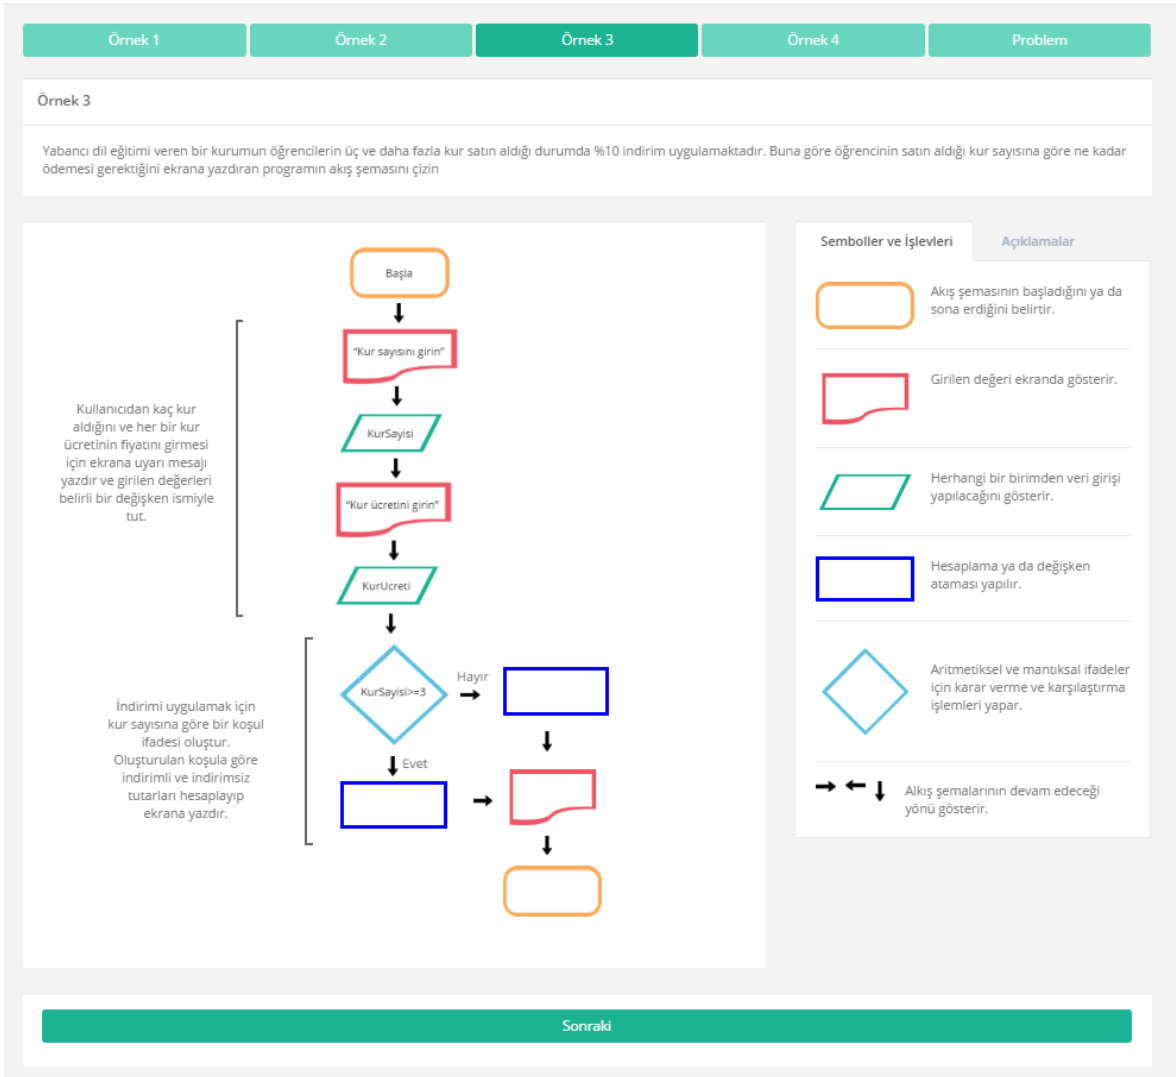 Örnek 1
Örnek 2
Örnek 3
Örnek 4
Problem
Örnek 3
Yabancı dil eğitimi veren bir kurumun öğrencilerin üç ve daha fazla kur satın aldığı durumda %10 indirim uygulamaktadır. Buna göre öğrencinin satın aldığı kur sayısına göre ne kadar
ödemesi gerektiğini ekrana yazdıran programın akış şemasını çizin
Başla
"Kur sayısını girin"
KurSayisi
"Kur ücretini girin"
KurUcreti
KurSayisi>=3
Hayır
Evet
Kullanıcıdan kaç kur
aldığını ve her bir kur
ücretinin fiyatını girmesi
için ekrana uyarı mesajı
yazdır ve girilen değerleri
belirli bir değişken ismiyle
tut.
İndirimi uygulamak için
kur sayısına göre bir koşul
ifadesi oluştur.
Oluşturulan koşula göre
indirimli ve indirimsiz
tutarları hesaplayıp
ekrana yazdır.
Semboller ve İşlevleri
Açıklamalar
Akış şemasının başladığını ya da
sona erdiğini belirtir.
Girilen değeri ekranda gösterir.
Herhangi bir birimden veri girişi
yapılacağını gösterir.
Hesaplama ya da değişken
ataması yapılır.
Aritmetiksel ve mantıksal ifadeler
için karar verme ve karşılaştırma
işlemleri yapar.
Alkış şemalarının devam edeceği
yönü gösterir.
Sonraki